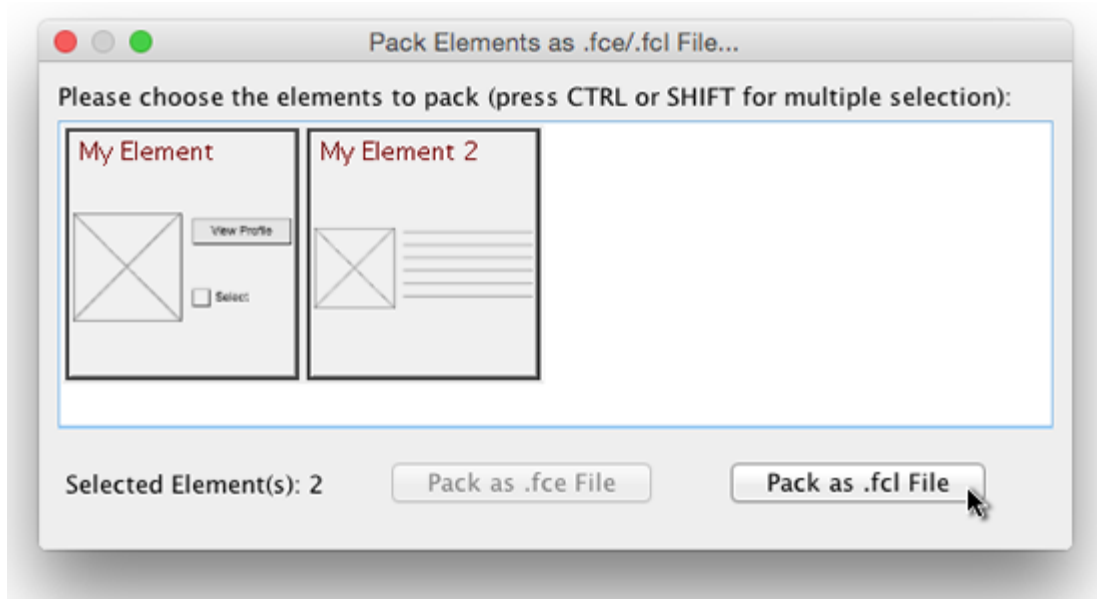 Pack Elements as .fce/.fcl File...
Please choose the elements to pack (press CTRL or SHIFT for multiple selection):
My Element
My Element 2
View Profile
Select
Selected Element(s): 2
Pack as .fce File
Pack as .fcl File